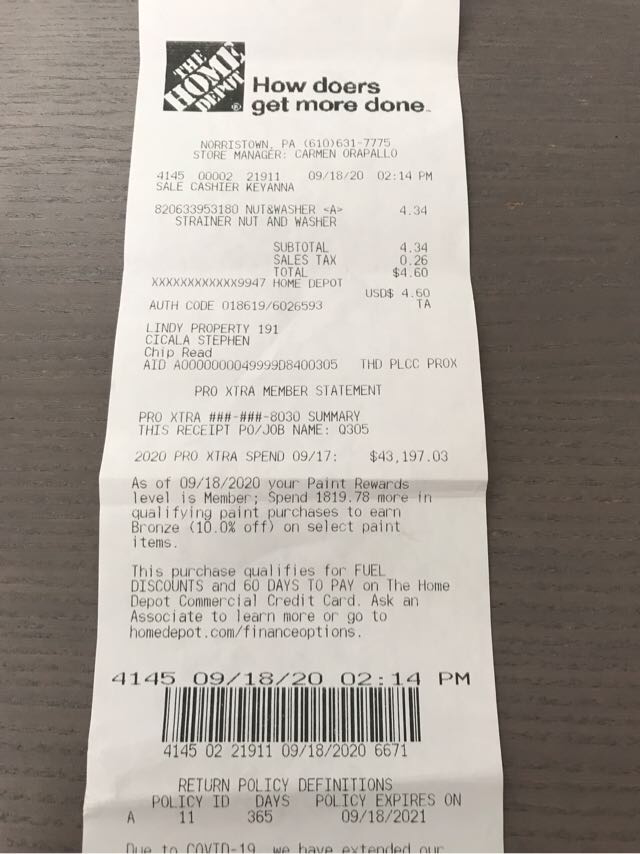 THE
HOME
DEPOT
How doers
get more done.
NORRISTOWN, PA (610)631-7775
STORE MANAGER: CARMEN ORAPALLO
4145 00002 21911 09/18/20 02:14 PM
SALE CASHIER KEYANNA
820633953180 NUT&WASHER <A> 4.34
STRAINER NUT AND WASHER
SUBTOTAL 4.34
SALES TAX 0.26
TOTAL $4.60
XXXXXXXXXXXX9947 HOME DEPOT
USD$ 4.60
AUTH CODE 018619/6026593 TA
LINDY PROPERTY 191
CICALA STEPHEN
Chip Read
AID A0000000049999D8400305 THD PLCC PROX
PRO XTRA MEMBER STATEMENT
PRO XTRA ###-###-8030 SUMMARY
THIS RECEIPT PO/JOB NAME: Q305
2020 PRO XTRA SPEND 09/17: $43,197.03
As of 09/18/2020 your Paint Rewards
level is Member; Spend 1819.78 more in
qualifying paint purchases to earn
Bronze (10.0% off) on select paint
items.
This purchase qualifies for FUEL
DISCOUNTS and 60 DAYS TO PAY on The Home
Depot Commercial Credit Card. Ask an
Associate to learn more or go to
homedepot.com/financeoptions.
4145 09/18/20 02:14 PM
4145 02 21911 09/18/2020 6671
RETURN POLICY DEFINITIONS
POLICY ID DAYS POLICY EXPIRES ON
A 11 365 09/18/2021
Due to COVID-19 we have extended our